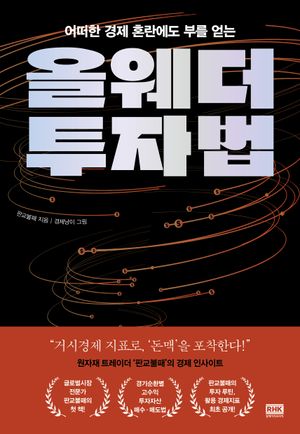 어떠한 경제 혼란에도 부를 얻는
올웨더
투자법
판교불패 지음 | 경제남이 그림
“거시경제 지표로, ‘돈맥’을 포착한다!”
원자재 트레이더 ‘판교불패’의 경제 인사이트
글로벌시장
전문가
판교불패의
첫 책!
경기순환별
고수익
투자자산
매수·매도법
판교불패의
투자 루틴,
활용 경제지표
최초 공개!
RHK